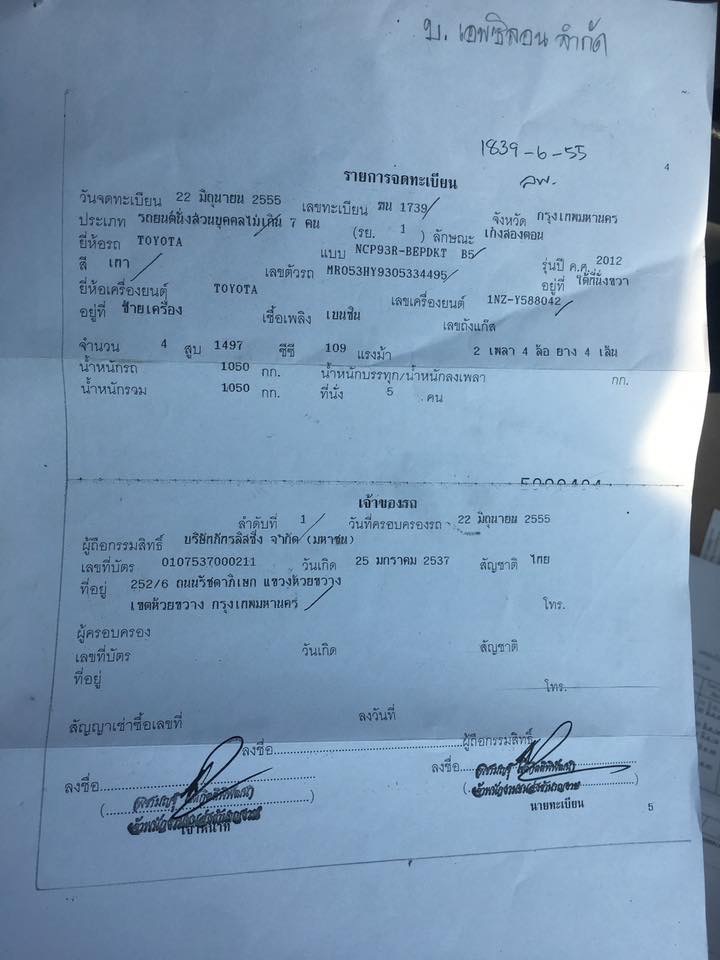 บ. เอฟซิลอน จำกัด
1839-6-55
4
รายการจดทะเบียน
วันจดทะเบียน 22 มิถุนายน 2555 เลขทะเบียน ฑน 1739 จังหวัด กรุงเทพมหานคร
ประเภท รถยนต์นั่งส่วนบุคคลไม่เกิน 7 คน (รย. 1 ) ลักษณะ เก๋งสองตอน
ยี่ห้อรถ TOYOTA แบบ NCP93R-BEPDKT B5 รุ่นปี ค.ศ. 2012
สี เทา เลขตัวรถ MR053HY9305334495 อยู่ที่ ใต้ที่นั่งขวา
ยี่ห้อเครื่องยนต์ TOYOTA เลขเครื่องยนต์ 1NZ-Y588042
อยู่ที่ ซ้ายเครื่อง เชื้อเพลิง เบนซิน เลขถังแก๊ส
จำนวน 4 สูบ 1497 ซีซี 109 แรงม้า 2 เพลา 4 ล้อ ยาง 4 เส้น
น้ำหนักรถ 1050 กก. น้ำหนักบรรทุก/น้ำหนักลงเพลา กก.
น้ำหนักรวม 1050 กก. ที่นั่ง 5 คน
เจ้าของรถ
ลำดับที่ 1 วันที่ครอบครองรถ 22 มิถุนายน 2555
ผู้ถือกรรมสิทธิ์ บริษัทภัทรลิสซิ่ง จำกัด (มหาชน)
เลขที่บัตร 0107537000211 วันเกิด 25 มกราคม 2537 สัญชาติ ไทย
ที่อยู่ 252/6 ถนนรัชดาภิเษก แขวงห้วยขวาง
เขตห้วยขวาง กรุงเทพมหานคร โทร.
ผู้ครอบครอง
เลขที่บัตร วันเกิด สัญชาติ
ที่อยู่
โทร.
สัญญาเช่าซื้อเลขที่ ลงวันที่
ลงชื่อ ผู้ถือกรรมสิทธิ์
ลงชื่อ ลงชื่อ
เจ้าหน้าที่ นายทะเบียน 5